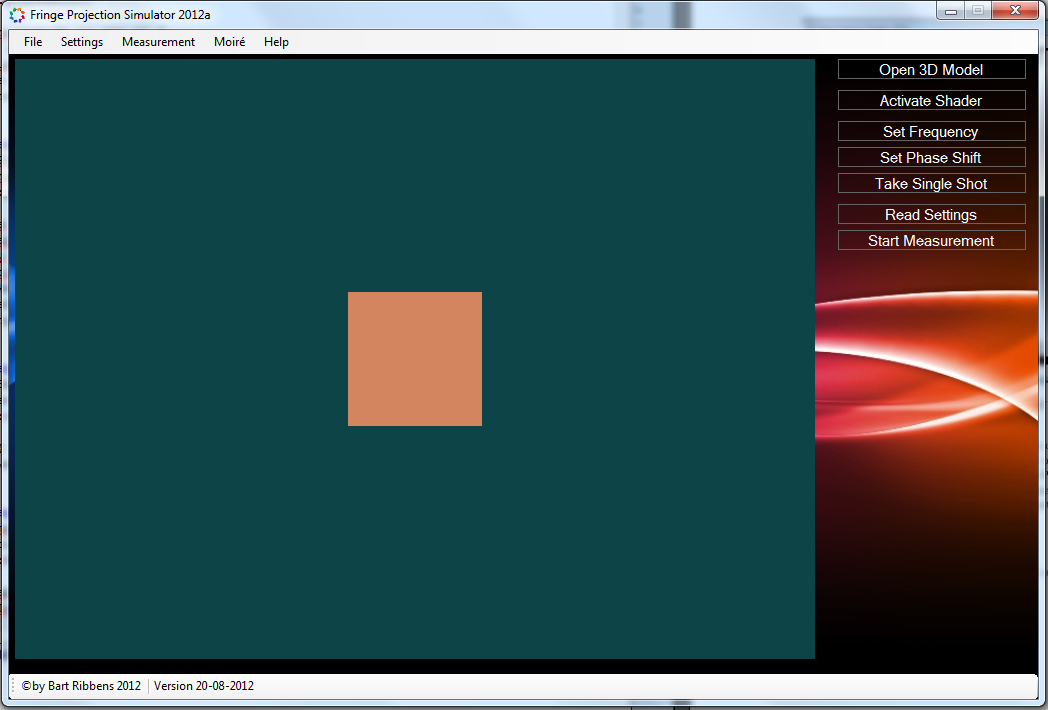 Fringe Projection Simulator 2012a
File Settings Measurement Moiré Help
Open 3D Model
Activate Shader
Set Frequency
Set Phase Shift
Take Single Shot
Read Settings
Start Measurement
©by Bart Ribbens 2012 Version 20-08-2012